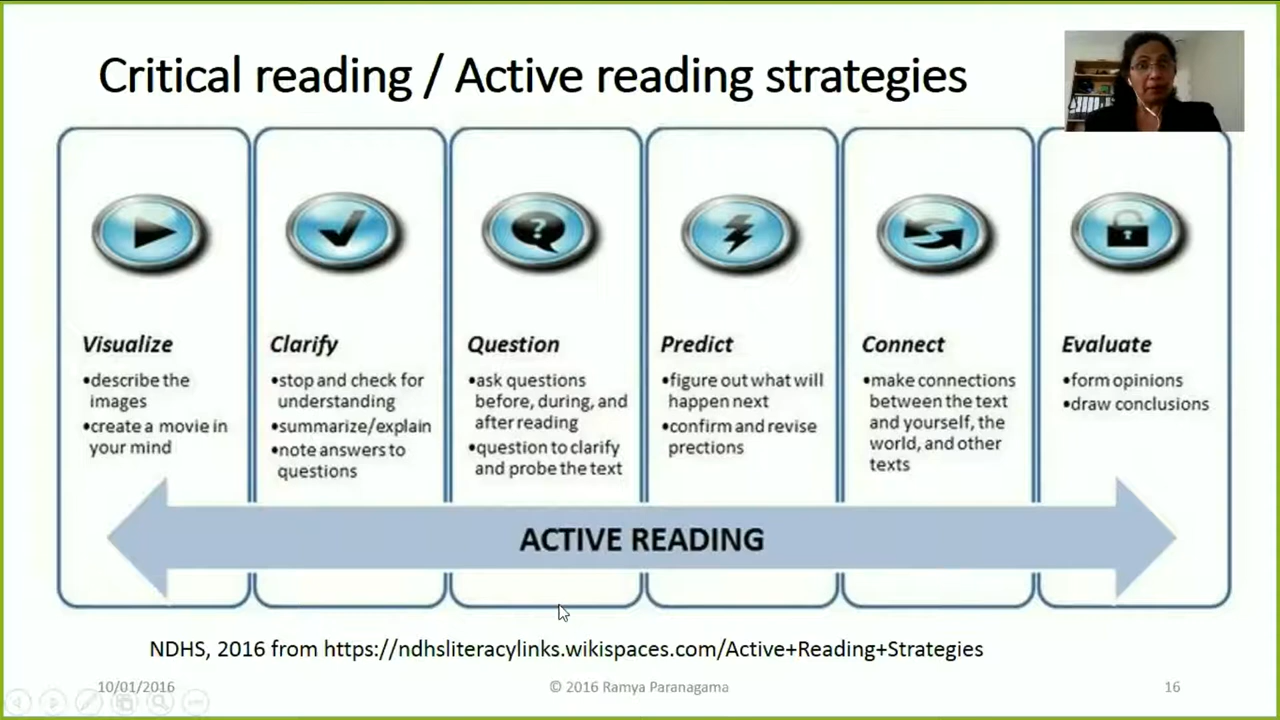 Critical reading / Active reading strategies
?
Visualize
•describe the
images
•create a movie in
your mind
Clarify
•stop and check for
understanding
•summarize/explain
•note answers to
questions
Question
•ask questions
before, during, and
after reading
•question to clarify
and probe the text
Predict
•figure out what will
happen next
•confirm and revise
prections
Connect
•make connections
between the text
and yourself, the
world, and other
texts
Evaluate
•form opinions
•draw conclusions
ACTIVE READING
NDHS, 2016 from https://ndhsliteracylinks.wikispaces.com/Active+Reading+Strategies
10/01/2016
© 2016 Ramya Paranagama
16